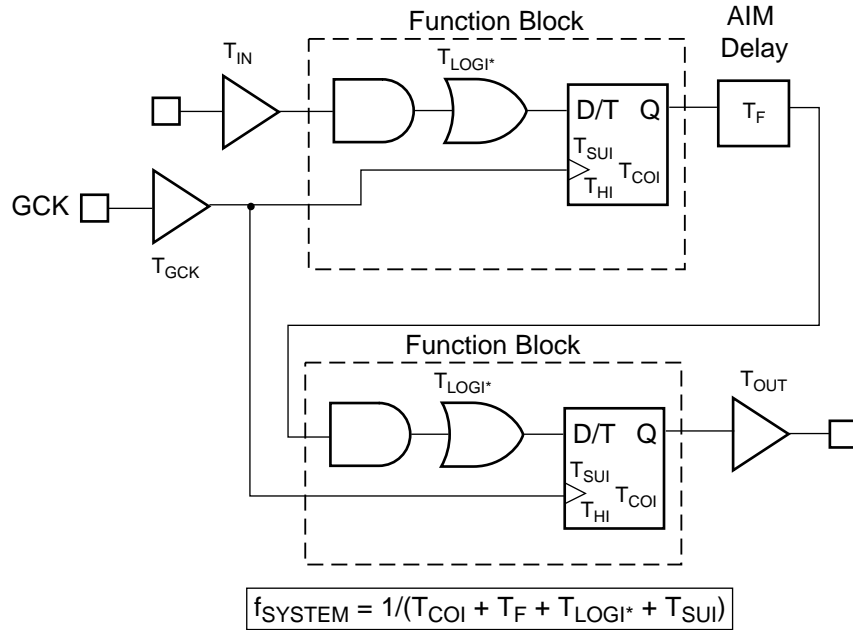 Function Block
AIM
Delay
T_IN
T_LOGI*
D/T Q
T_SUI
T_HI
T_COI
T_F
GCK
T_GCK
Function Block
T_LOGI*
T_OUT
D/T Q
T_SUI
T_HI
T_COI
f_SYSTEM = 1/(T_COI + T_F + T_LOGI* + T_SUI)